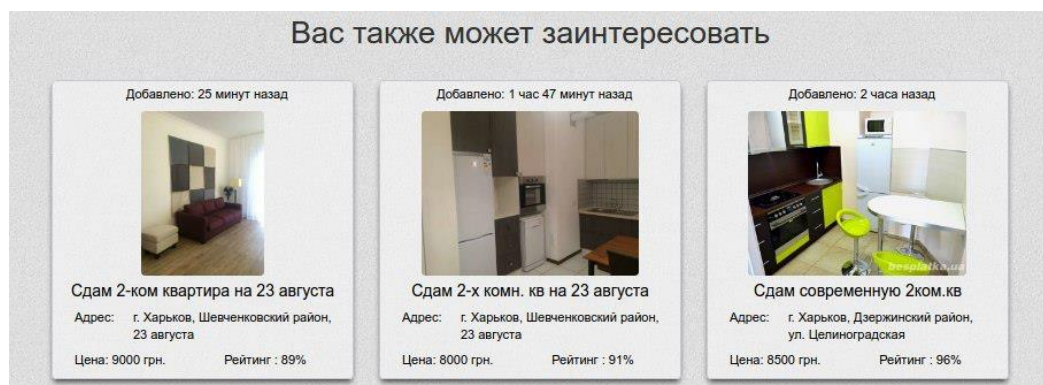 Вас также может заинтересовать
Добавлено: 25 минут назад
Сдам 2-ком квартира на 23 августа
Адрес: г. Харьков, Шевченковский район,
23 августа
Цена: 9000 грн. Рейтинг : 89%
Добавлено: 1 час 47 минут назад
Сдам 2-х комн. кв на 23 августа
Адрес: г. Харьков, Шевченковский район,
23 августа
Цена: 8000 грн. Рейтинг : 91%
Добавлено: 2 часа назад
besplatka.ua
Сдам современную 2ком.кв
Адрес: г. Харьков, Дзержинский район,
ул. Целиноградская
Цена: 8500 грн. Рейтинг : 96%